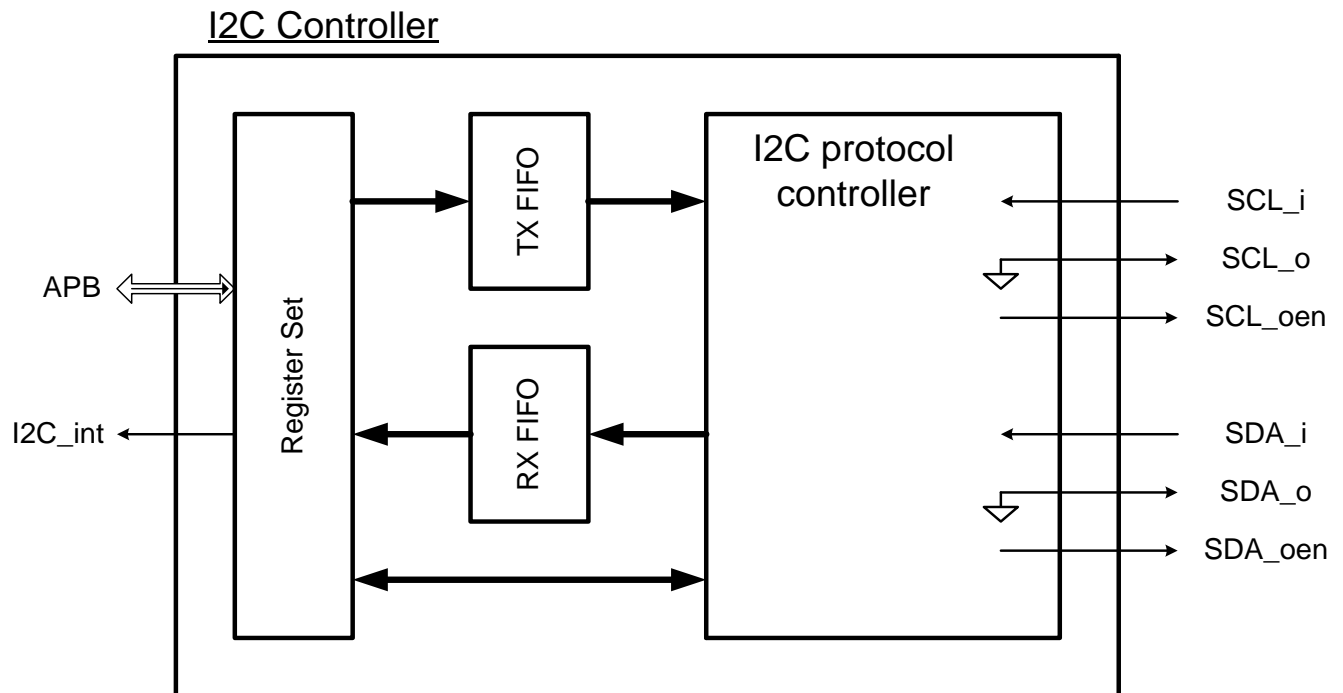 I2C Controller
I2C protocol
controller
TX FIFO
RX FIFO
Register Set
APB
I2C_int
SCL_i
SCL_o
SCL_oen
SDA_i
SDA_o
SDA_oen